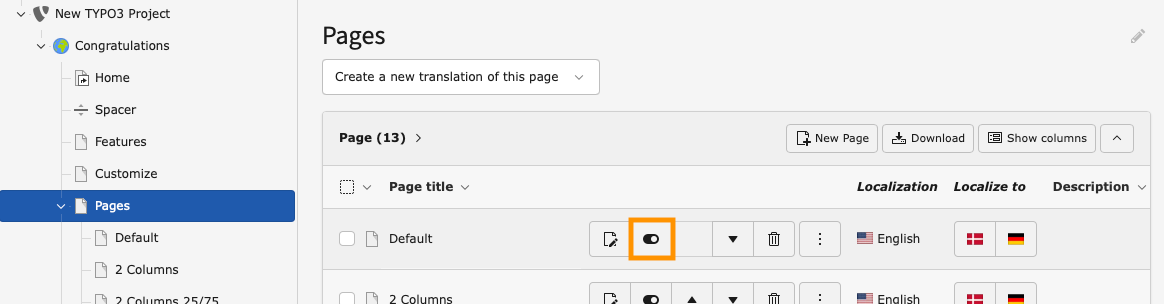 New TYPO3 Project
Congratulations
Home
Spacer
Features
Customize
Pages
Default
2 Columns
2 Columns 25/75
Pages
Create a new translation of this page
Page (13)
New Page
Download
Show columns
Page title
Localization
Localize to
Description
Default
English
2 Columns
English